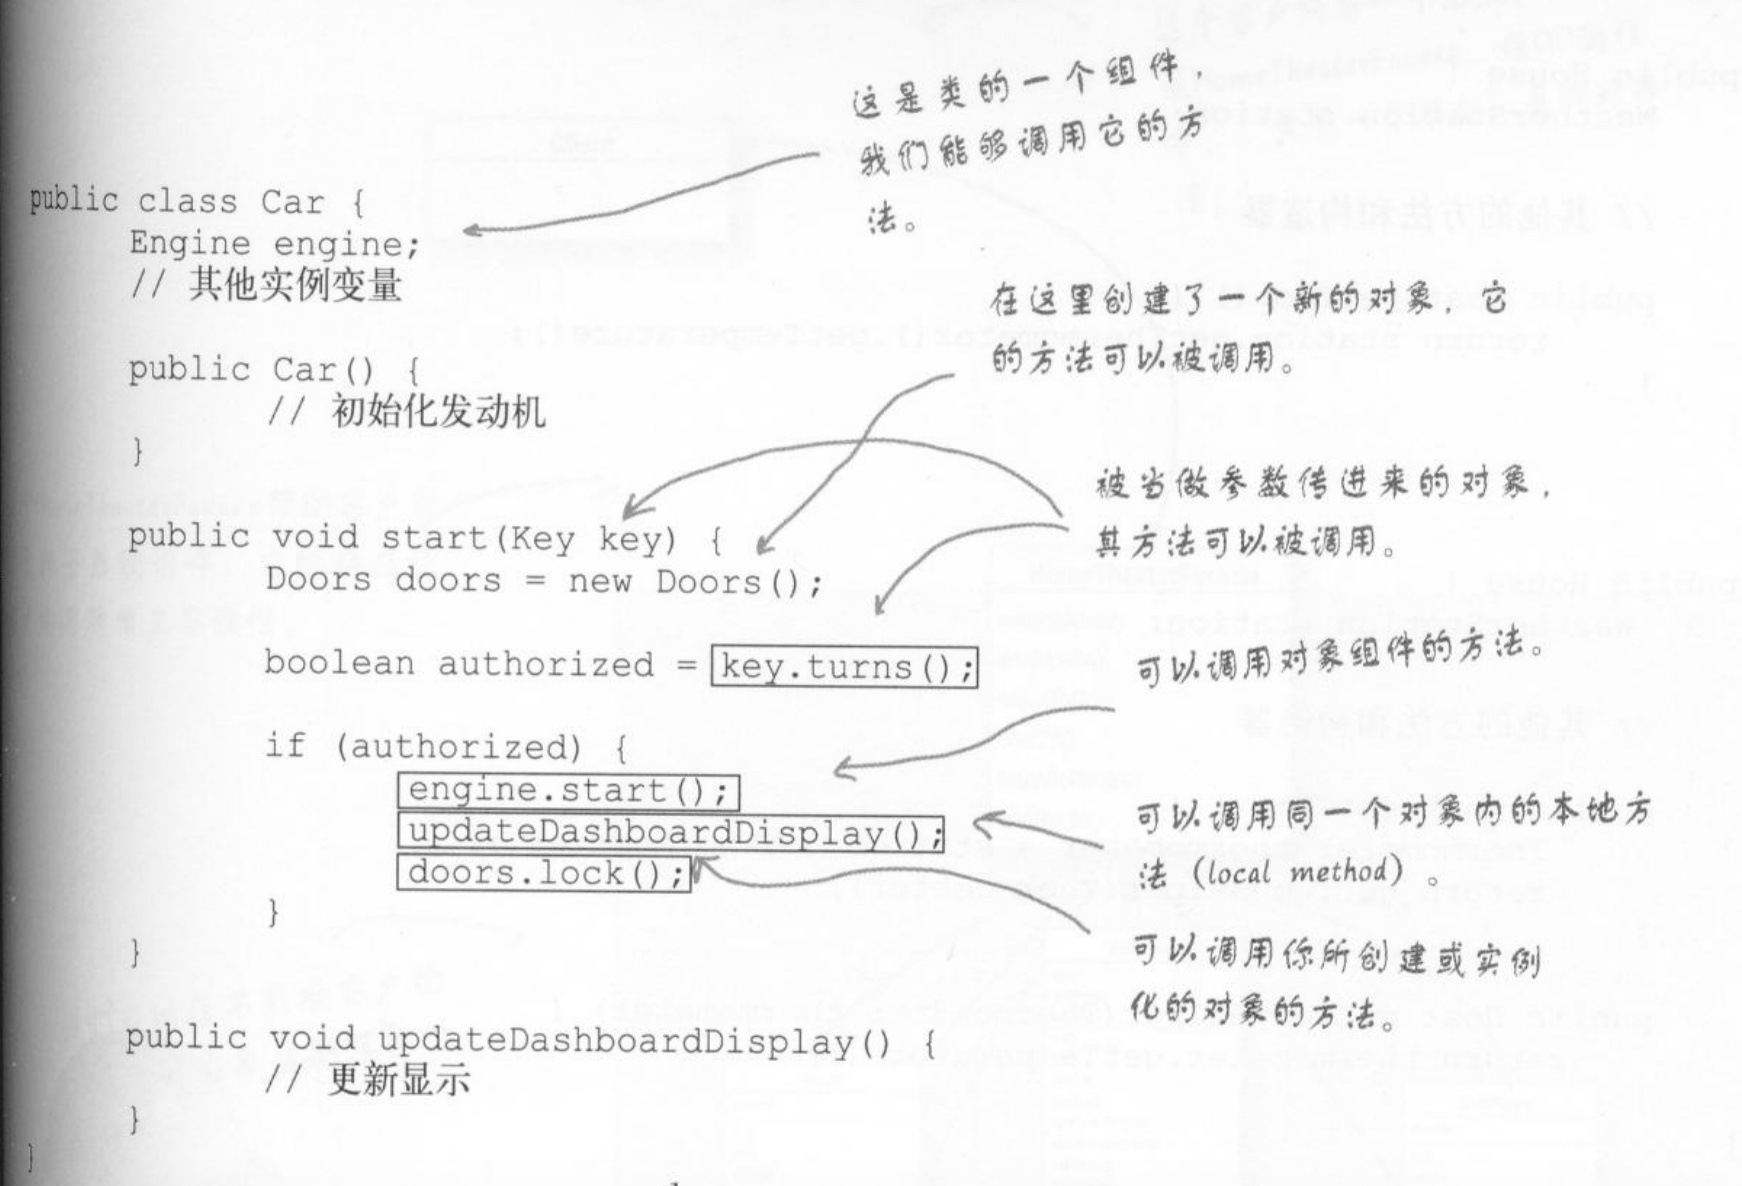 这是类的一个组件，
我们能够调用它的方
法。
public class Car {
Engine engine;
// 其他实例变量
在这里创建了一个新的对象，它
的方法可以被调用。
public Car() {
// 初始化发动机
}
被当做参数传进来的对象，
其方法可以被调用。
public void start(Key key) {
Doors doors = new Doors();
boolean authorized = key.turns();
可以调用对象组件的方法。
if (authorized) {
engine.start();
updateDashboardDisplay();
doors.lock();
可以调用同一个对象内的本地方
法（local method）。
}
}
可以调用你所创建或实例
化的对象的方法。
public void updateDashboardDisplay() {
// 更新显示
}
}